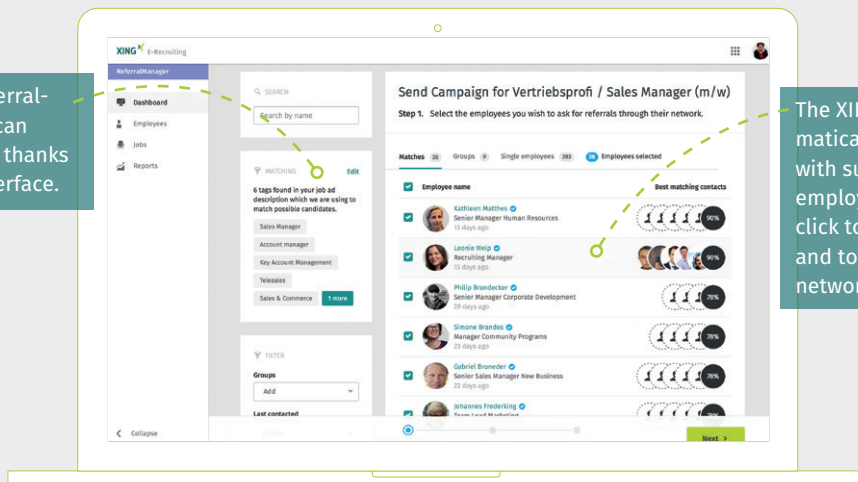 XING E-Recruiting
ReferralManager
Dashboard
Employees
Jobs
Reports
Collapse
SEARCH
Search by name
MATCHING Edit
6 tags found in your job ad
description which we are using to
match possible candidates.
Sales Manager
Account manager
Key Account Management
Telesales
Sales & Commerce 1 more
FILTER
Groups
Add
Last contacted
Send Campaign for Vertriebsprofi / Sales Manager (m/w)
Step 1. Select the employees you wish to ask for referrals through their network.
Matches 26 Groups 9 Single employees 283 26 Employees selected
Employee name Best matching contacts
Kathleen Matthes
Senior Manager Human Resources
15 days ago
90%
Leonie Welp
Recruiting Manager
15 days ago
90%
Philip Brandecker
Senior Manager Corporate Development
29 days ago
78%
Simone Brandes
Manager Community Programs
23 days ago
78%
Gabriel Broneder
Senior Sales Manager New Business
22 days ago
78%
Johannes Frederking
Team Lead Marketing
Next >
erral-
can
thanks
erface.
The XI
matica
with su
employ
click to
and to
networ